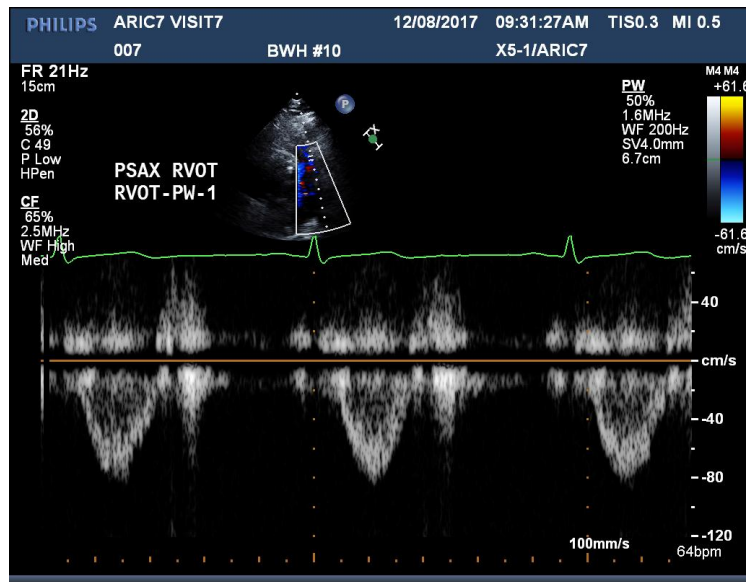 PHILIPS ARIC7 VISIT7 12/08/2017 09:31:27AM TIS0.3 MI 0.5
007 BWH #10 X5-1/ARIC7
FR 21Hz
15cm
2D
56%
C 49
P Low
HPen
CF
65%
2.5MHz
WF High
Med
P
PSAX RVOT
RVOT-PW-1
PW
50%
1.6MHz
WF 200Hz
SV4.0mm
6.7cm
M4 M4
+61.6
-61.6
cm/s
40
cm/s
-40
-80
-120
100mm/s
64bpm